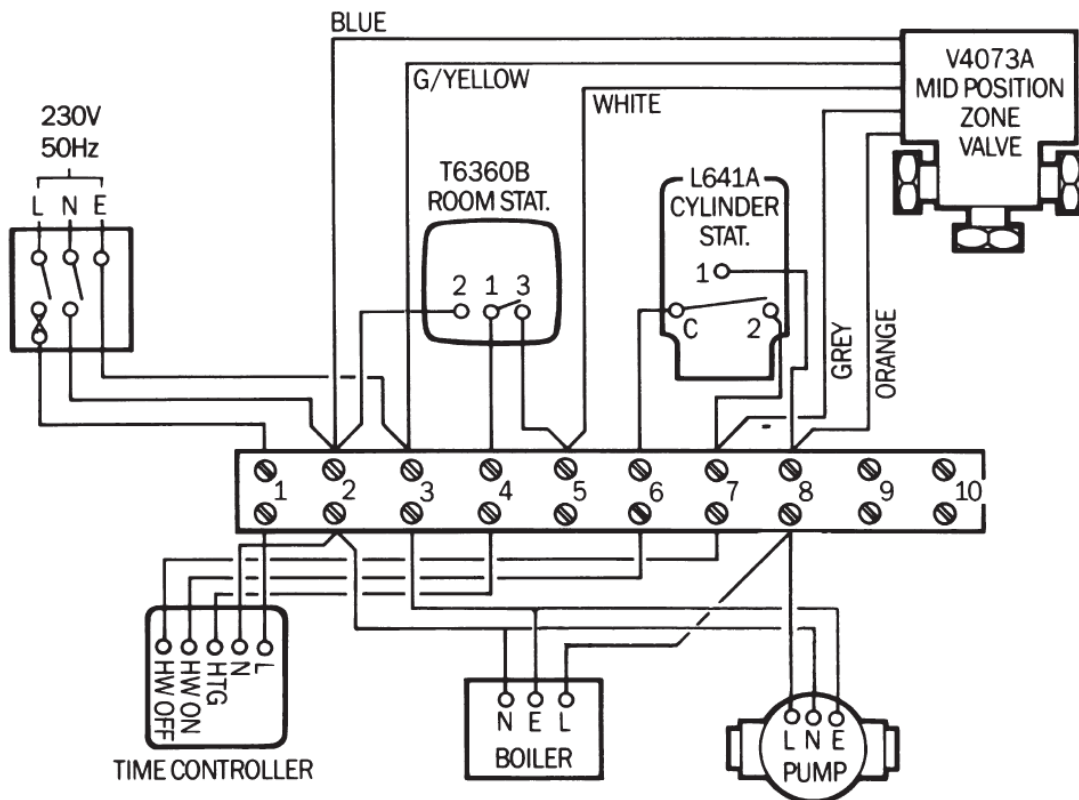 BLUE
G/YELLOW
WHITE
V4073A
MID POSITION
ZONE
VALVE
230V
50Hz
L N E
T6360B
ROOM STAT.
2 1 3
L641A
CYLINDER
STAT.
1
C 2
GREY
ORANGE
1 2 3 4 5 6 7 8 9 10
HW OFF
HW ON
HTG
N
L
TIME CONTROLLER
N E L
BOILER
L N E
PUMP